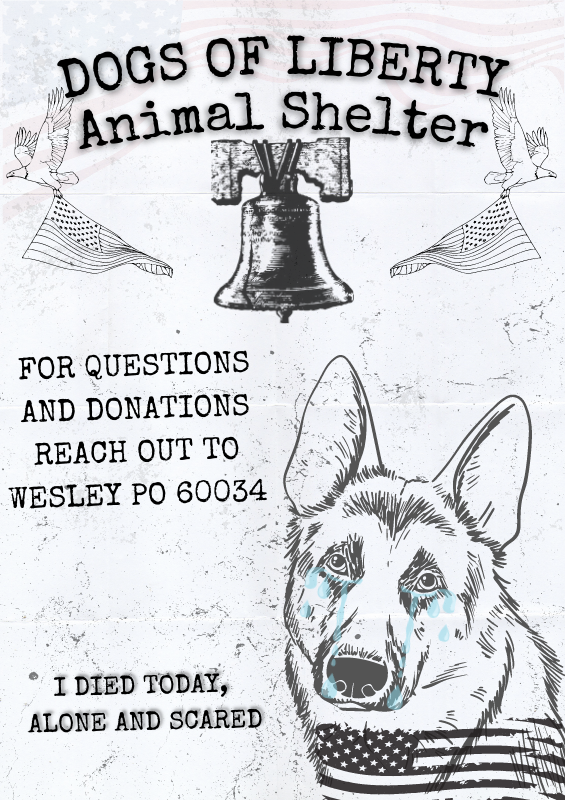 DOGS OF LIBERTY
Animal Shelter
FOR QUESTIONS
AND DONATIONS
REACH OUT TO
WESLEY PO 60034
I DIED TODAY,
ALONE AND SCARED